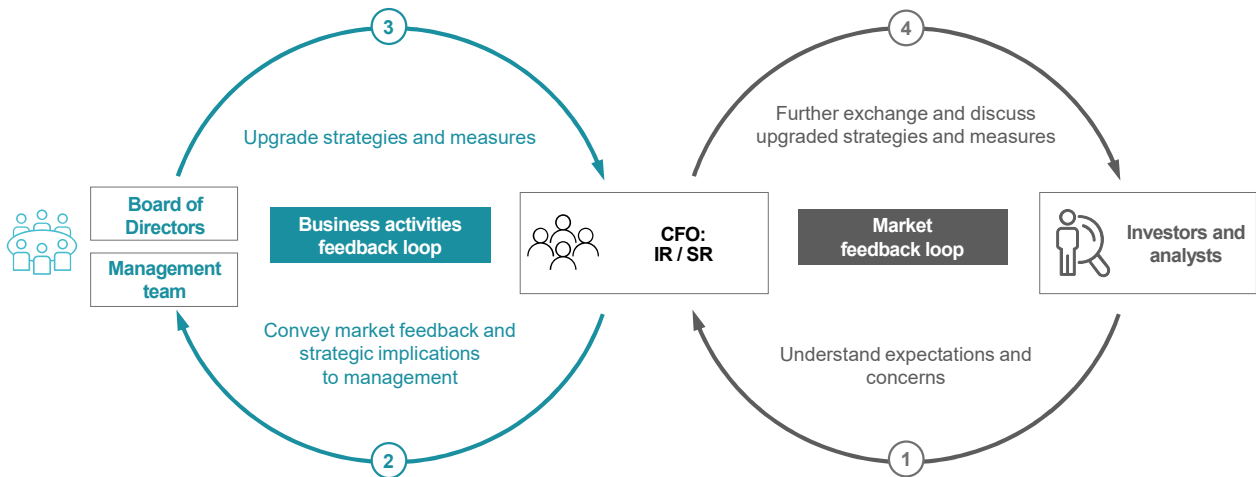 3
4
Upgrade strategies and measures
Further exchange and discuss
upgraded strategies and measures
Board of
Directors
Management
team
Business activities
feedback loop
CFO:
IR / SR
Market
feedback loop
Investors and
analysts
Convey market feedback and
strategic implications
to management
Understand expectations and
concerns
2
1